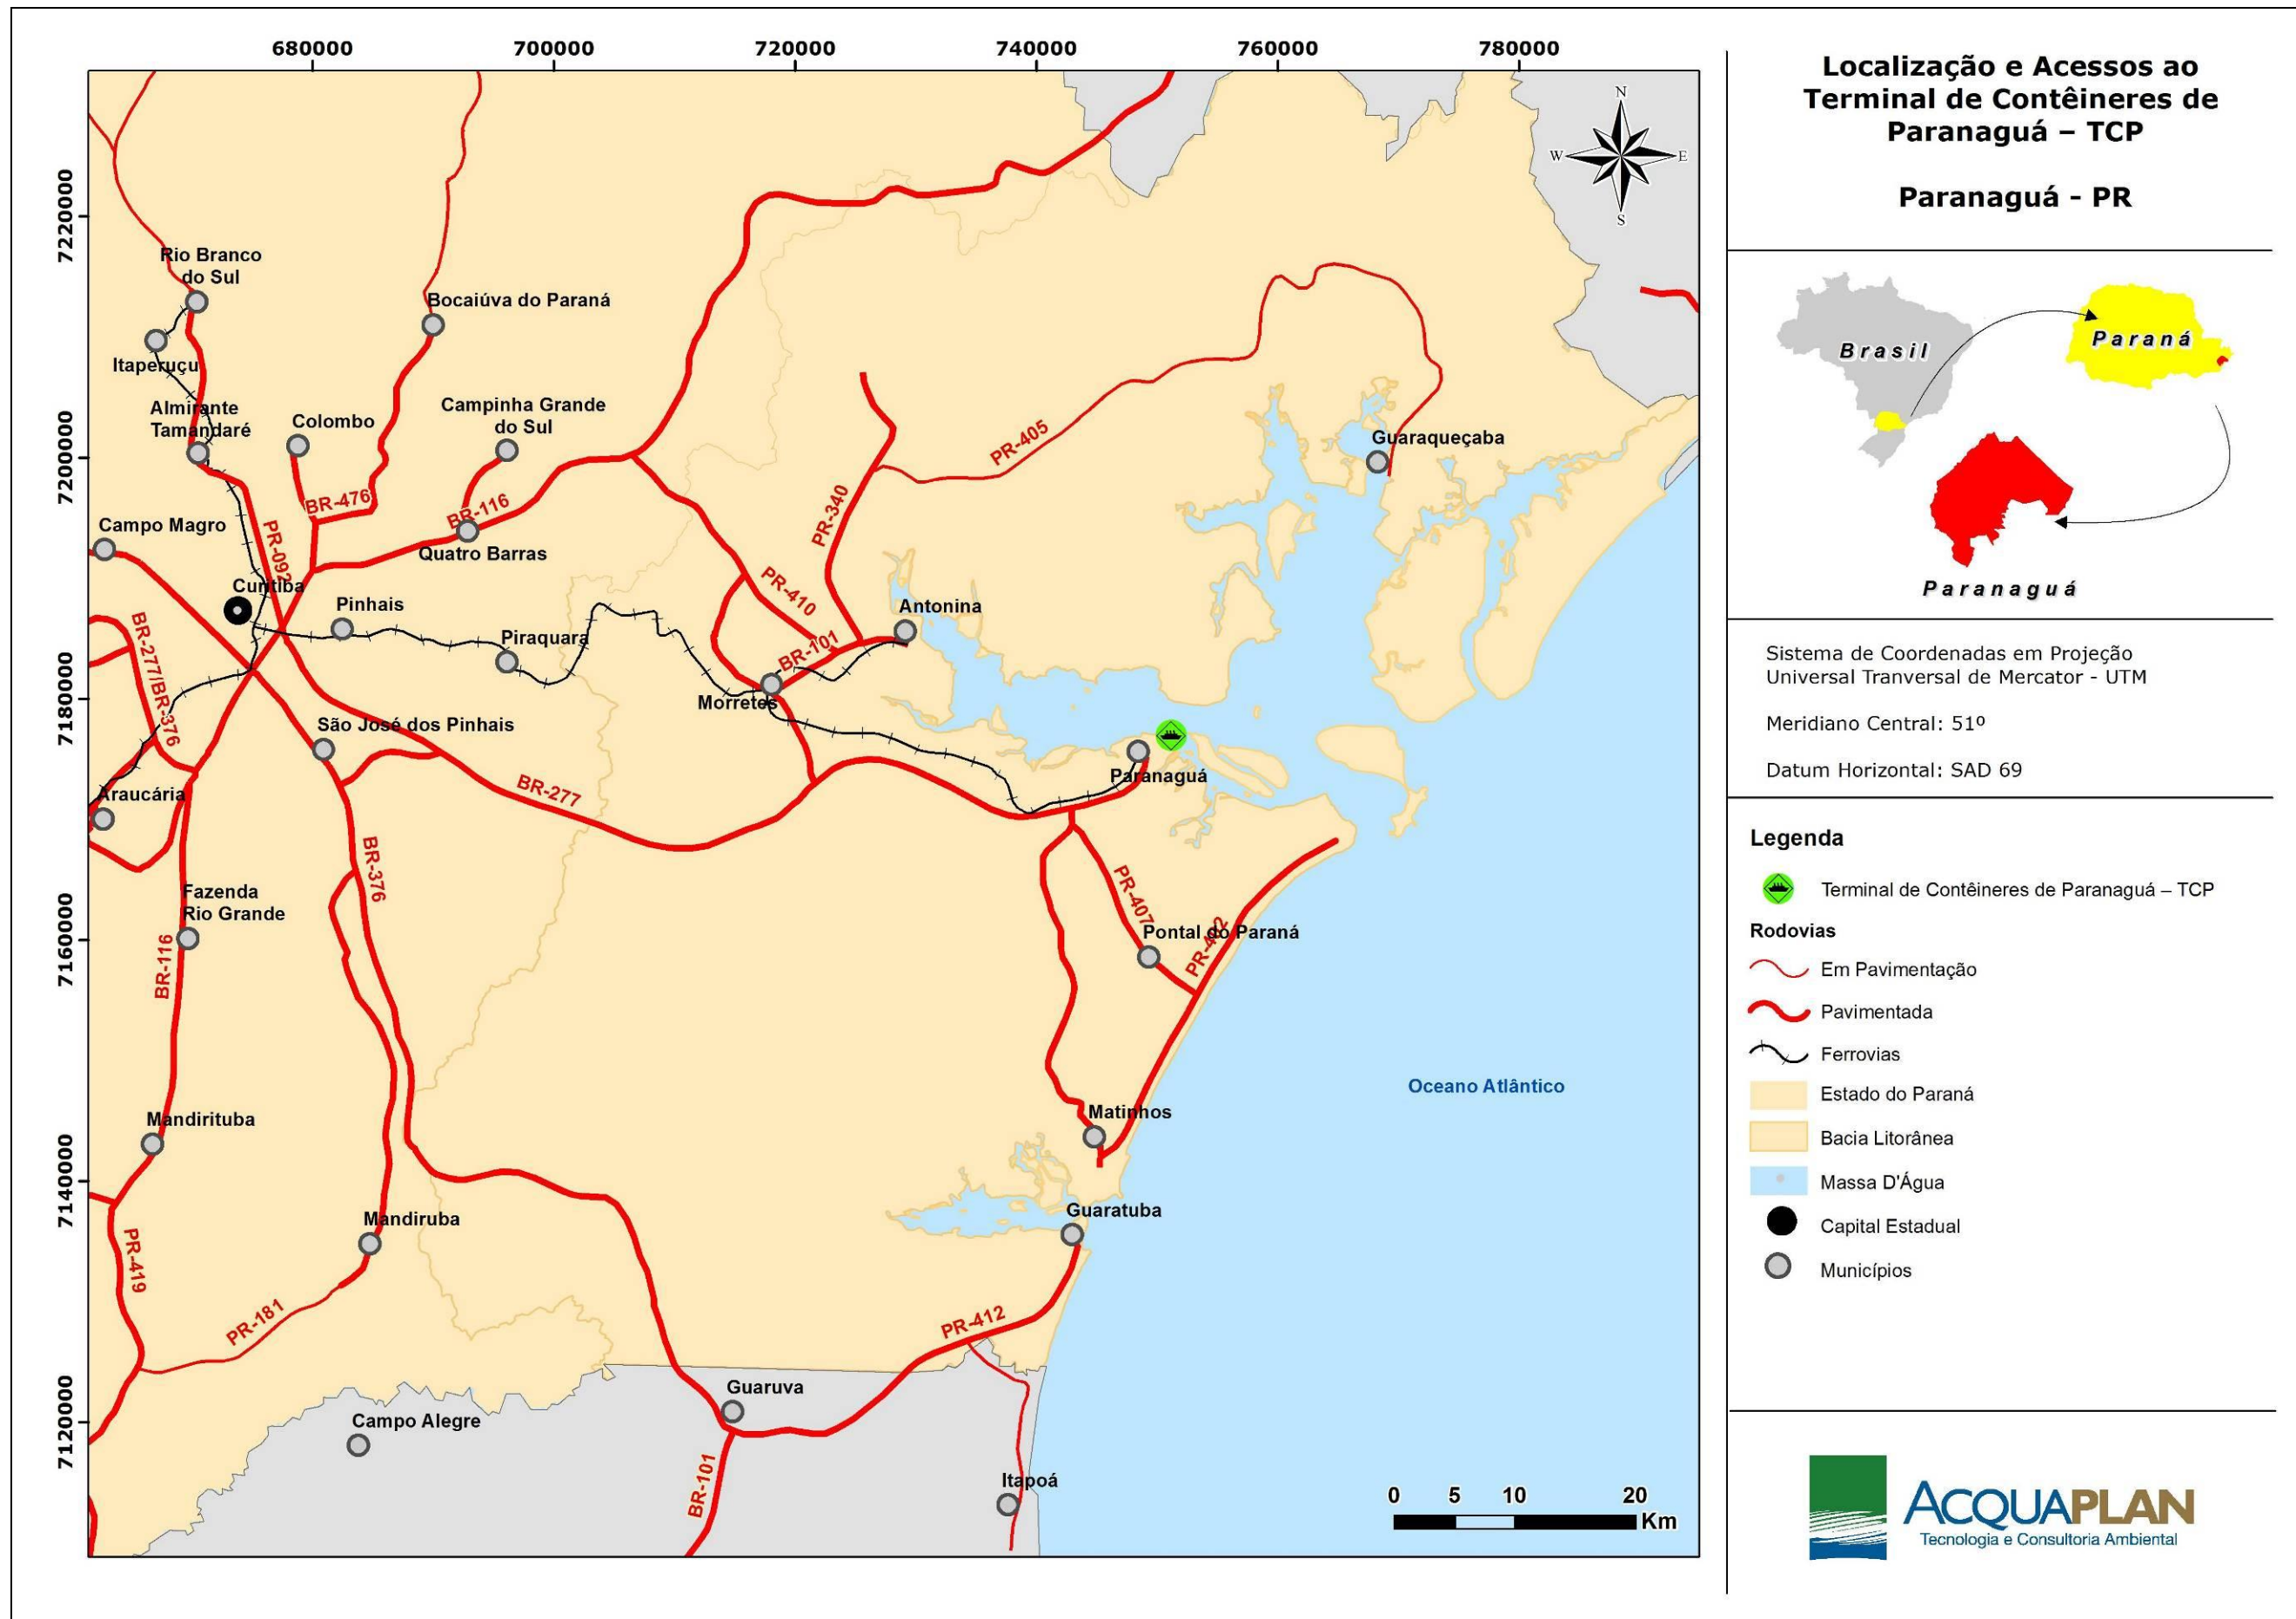 680000
700000
720000
740000
760000
780000
7220000
7200000
7180000
7160000
7140000
7120000
N
W
E
S
Rio Branco
do Sul
Bocaiúva do Paraná
Itaperuçu
Almirante
Tamandaré
Colombo
Campinha Grande
do Sul
BR-476
BR-116
Quatro Barras
Campo Magro
PR-092
Curitiba
Pinhais
Piraquara
PR-405
Guaraqueçaba
PR-340
PR-410
Antonina
BR-101
Morretes
BR-277/BR-376
São José dos Pinhais
BR-277
Paranaguá
Araucária
BR-376
Fazenda
Rio Grande
BR-116
PR-407
Pontal do Paraná
PR-402
Oceano Atlântico
Mandirituba
Matinhos
Mandiruba
Guaratuba
PR-419
PR-181
PR-412
Guaruva
Campo Alegre
BR-101
Itapoá
0 5 10 20
Km
Localização e Acessos ao
Terminal de Contêineres de
Paranaguá – TCP
Paranaguá - PR
Brasil
Paraná
Paranaguá
Sistema de Coordenadas em Projeção
Universal Tranversal de Mercator - UTM
Meridiano Central: 51º
Datum Horizontal: SAD 69
Legenda
Terminal de Contêineres de Paranaguá – TCP
Rodovias
Em Pavimentação
Pavimentada
Ferrovias
Estado do Paraná
Bacia Litorânea
Massa D'Água
Capital Estadual
Municípios
ACQUAPLAN
Tecnologia e Consultoria Ambiental